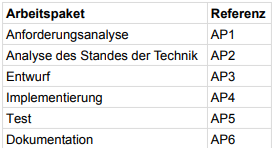 Arbeitspaket Referenz
Anforderungsanalyse AP1
Analyse des Standes der Technik AP2
Entwurf AP3
Implementierung AP4
Test AP5
Dokumentation AP6